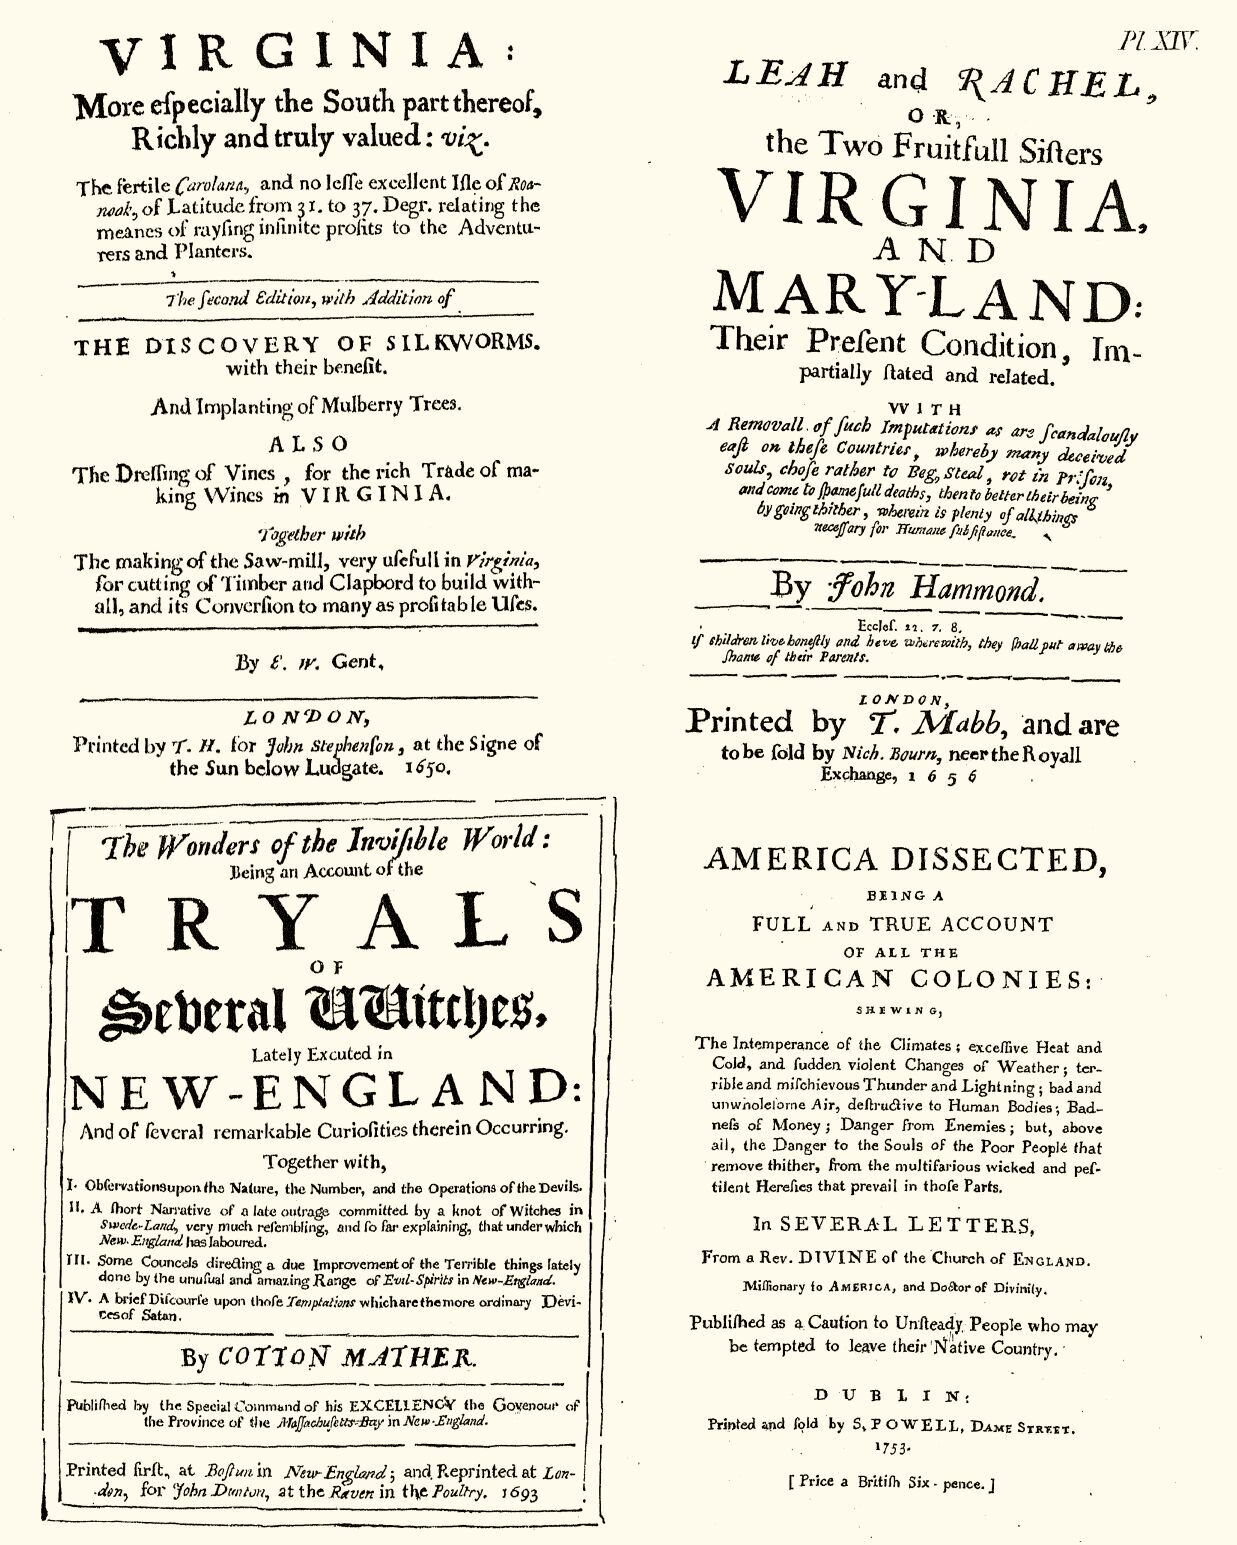 Pl. XIV.
VIRGINIA:
More eſpecially the South part thereof,
Richly and truly valued: viz.
The fertile Carolana, and no leſſe excellent Iſle of Roa-
noak, of Latitude from 31. to 37. Degr. relating the
meanes of rayſing infinite profits to the Adventu-
rers and Planters.
The ſecond Edition, with Addition of
THE DISCOVERY OF SILKWORMS.
with their benefit.
And Implanting of Mulberry Trees.
ALSO
The Dreſſing of Vines, for the rich Trade of ma-
king Wines in VIRGINIA.
Together with
The making of the Saw-mill, very uſefull in Virginia,
for cutting of Timber and Clapbord to build with-
all, and its Converſion to many as profitable Uſes.
By E. W. Gent,
LONDON,
Printed by T. H. for John Stephenſon, at the Signe of
the Sun below Ludgate. 1650.
LEAH and RACHEL,
OR,
the Two Fruitfull Siſters
VIRGINIA,
AND
MARY-LAND:
Their Preſent Condition, Im-
partially ſtated and related.
VVITH
A Removall of ſuch Imputations as are ſcandalouſly
caſt on theſe Countries, whereby many deceived
Souls, choſe rather to Beg, Steal, rot in Priſon,
and come to ſhamefull deaths, then to better their being
by going thither, wherein is plenty of all things
neceſſary for Humane ſubſiſtance.
By John Hammond.
Eccleſ. 22. 7. 8.
If children live honeſtly and have wherewith, they ſhall put away the
ſhame of their Parents.
LONDON,
Printed by T. Mabb, and are
to be ſold by Nich. Bourn, neer the Royall
Exchange, 1656
The Wonders of the Inviſible World:
Being an Account of the
TRYALS
OF
Several UUitches,
Lately Excuted in
NEW-ENGLAND:
And of ſeveral remarkable Curioſities therein Occurring.
Together with,
I. Obſervations upon the Nature, the Number, and the Operations of the Devils.
II. A ſhort Narrative of a late outrage committed by a knot of Witches in
Swede-Land, very much reſembling, and ſo far explaining, that under which
New-England has laboured.
III. Some Councels directing a due Improvement of the Terrible things lately
done by the unuſual and amazing Range of Evil-Spirits in New-England.
IV. A brief Diſcourſe upon thoſe Temptations which are the more ordinary Devi-
ces of Satan.
By COTTON MATHER.
Publiſhed by the Special Command of his EXCELLENCY the Govenour of
the Province of the Maſſachuſetts-Bay in New-England.
Printed firſt, at Boſtun in New-England; and Reprinted at Lon-
don, for John Dunton, at the Raven in the Poultry. 1693
AMERICA DISSECTED,
BEING A
FULL AND TRUE ACCOUNT
OF ALL THE
AMERICAN COLONIES:
SHEWING,
The Intemperance of the Climates; exceſſive Heat and
Cold, and ſudden violent Changes of Weather; ter-
rible and miſchievous Thunder and Lightning; bad and
unwholeſome Air, deſtructive to Human Bodies; Bad-
neſs of Money; Danger from Enemies; but, above
all, the Danger to the Souls of the Poor People that
remove thither, from the multifarious wicked and peſ-
tilent Hereſies that prevail in thoſe Parts.
In SEVERAL LETTERS,
From a Rev. DIVINE of the Church of ENGLAND.
Miſſionary to AMERICA, and Doctor of Divinity.
Publiſhed as a Caution to Unſteady People who may
be tempted to leave their Native Country.
DUBLIN:
Printed and ſold by S, POWELL, DAME STREET.
1753.
[ Price a Britiſh Six-pence. ]